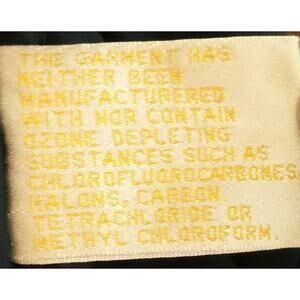 THE GARMENT HAS
NEITHER BEEN
MANUFACTURERED
WITH NOR CONTAIN
OZONE DEPLETING
SUBSTANCES SUCH AS
CHLOROFLUOROCARBONES,
HALONS, CARBON
TETRACHLORIDE OR
METHYL CHLOROFORM.